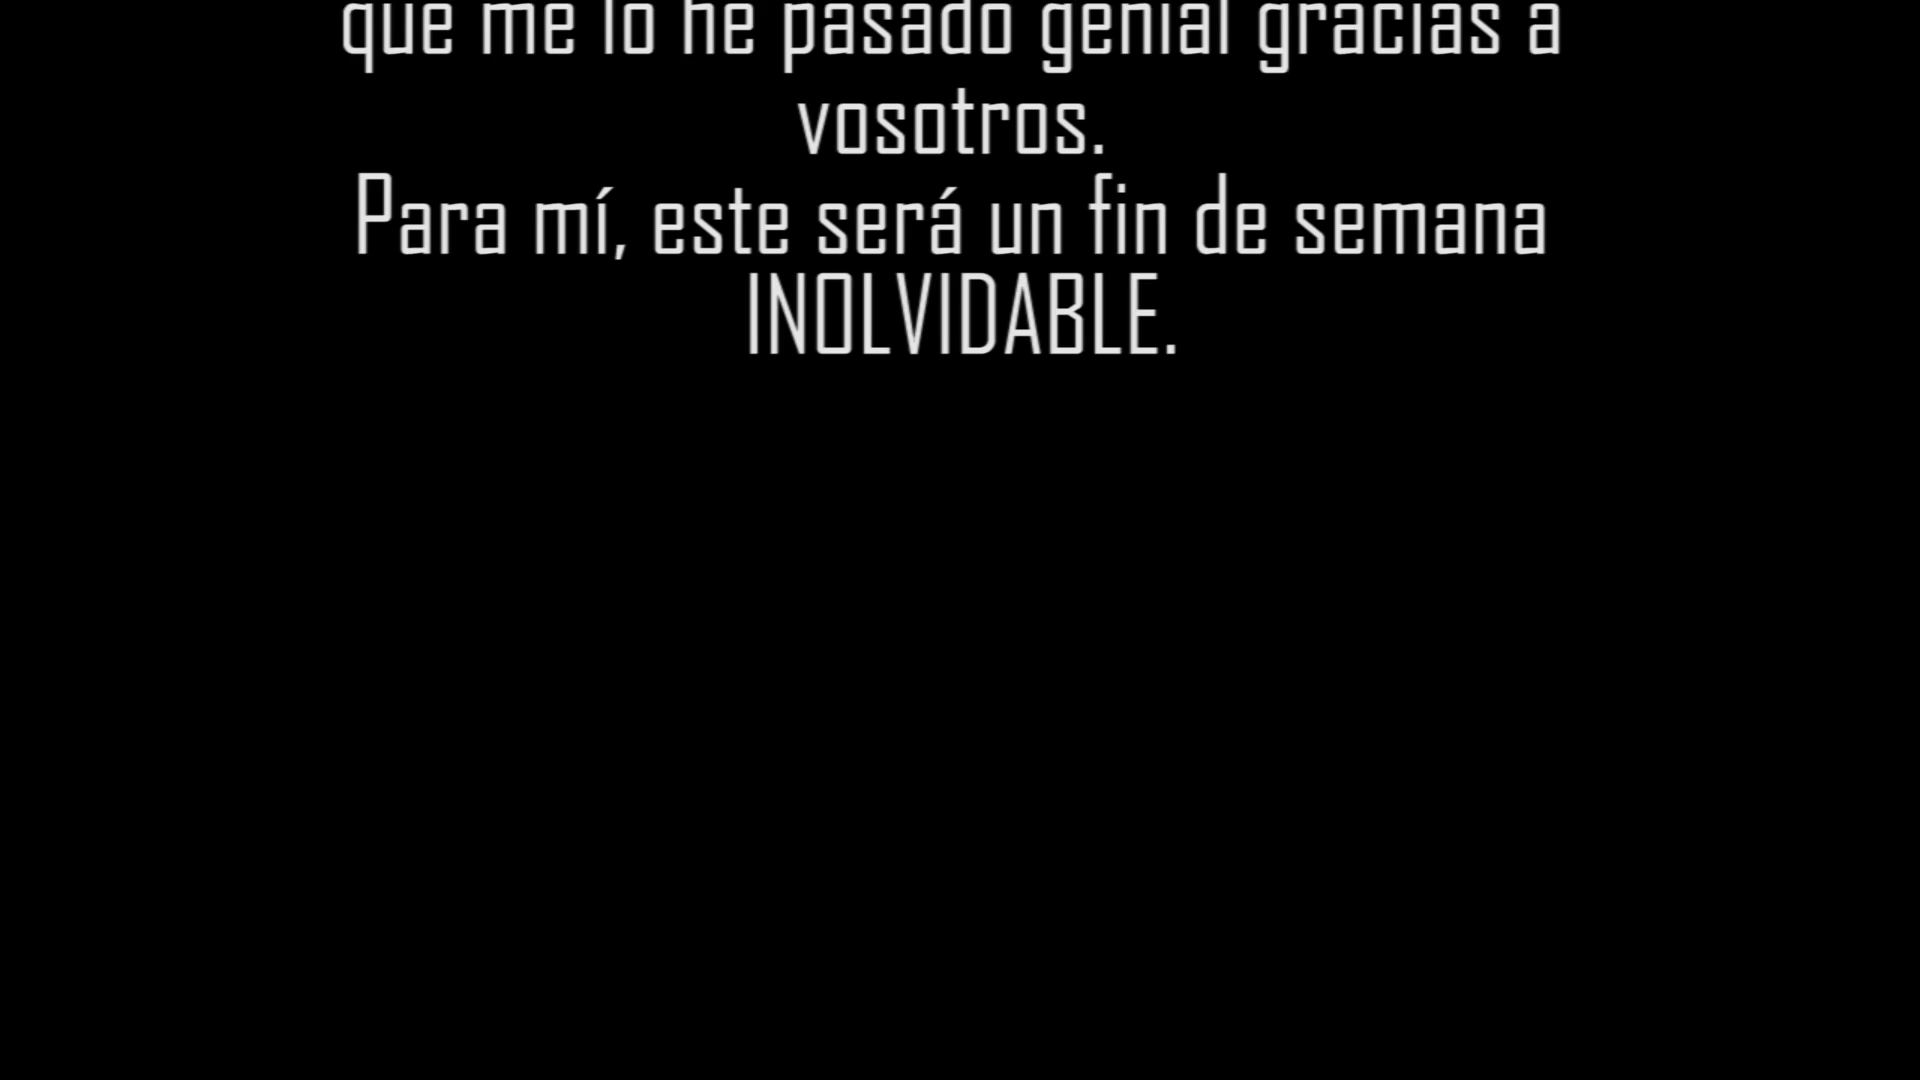 que me lo he pasado genial gracias a
vosotros.
Para mí, este será un fin de semana
INOLVIDABLE.